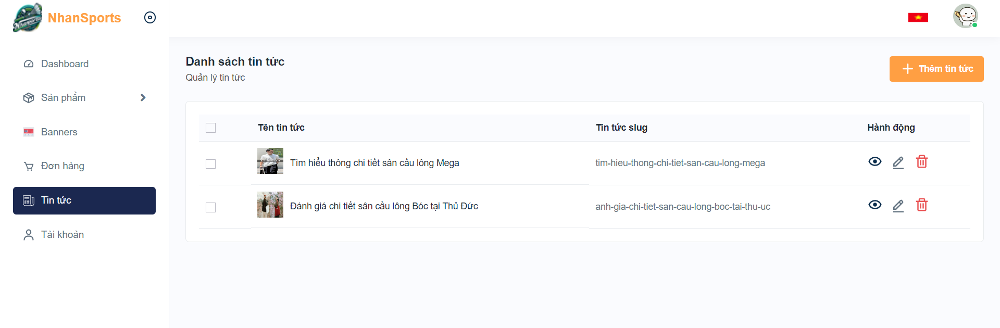 NhanSports
Dashboard
Sản phẩm
Banners
Đơn hàng
Tin tức
Tài khoản
Danh sách tin tức
Quản lý tin tức
Thêm tin tức
Tên tin tức
Tin tức slug
Hành động
Tìm hiểu thông chi tiết sân cầu lông Mega
tim-hieu-thong-chi-tiet-san-cau-long-mega
Đánh giá chi tiết sân cầu lông Bóc tại Thủ Đức
anh-gia-chi-tiet-san-cau-long-boc-tai-thu-uc